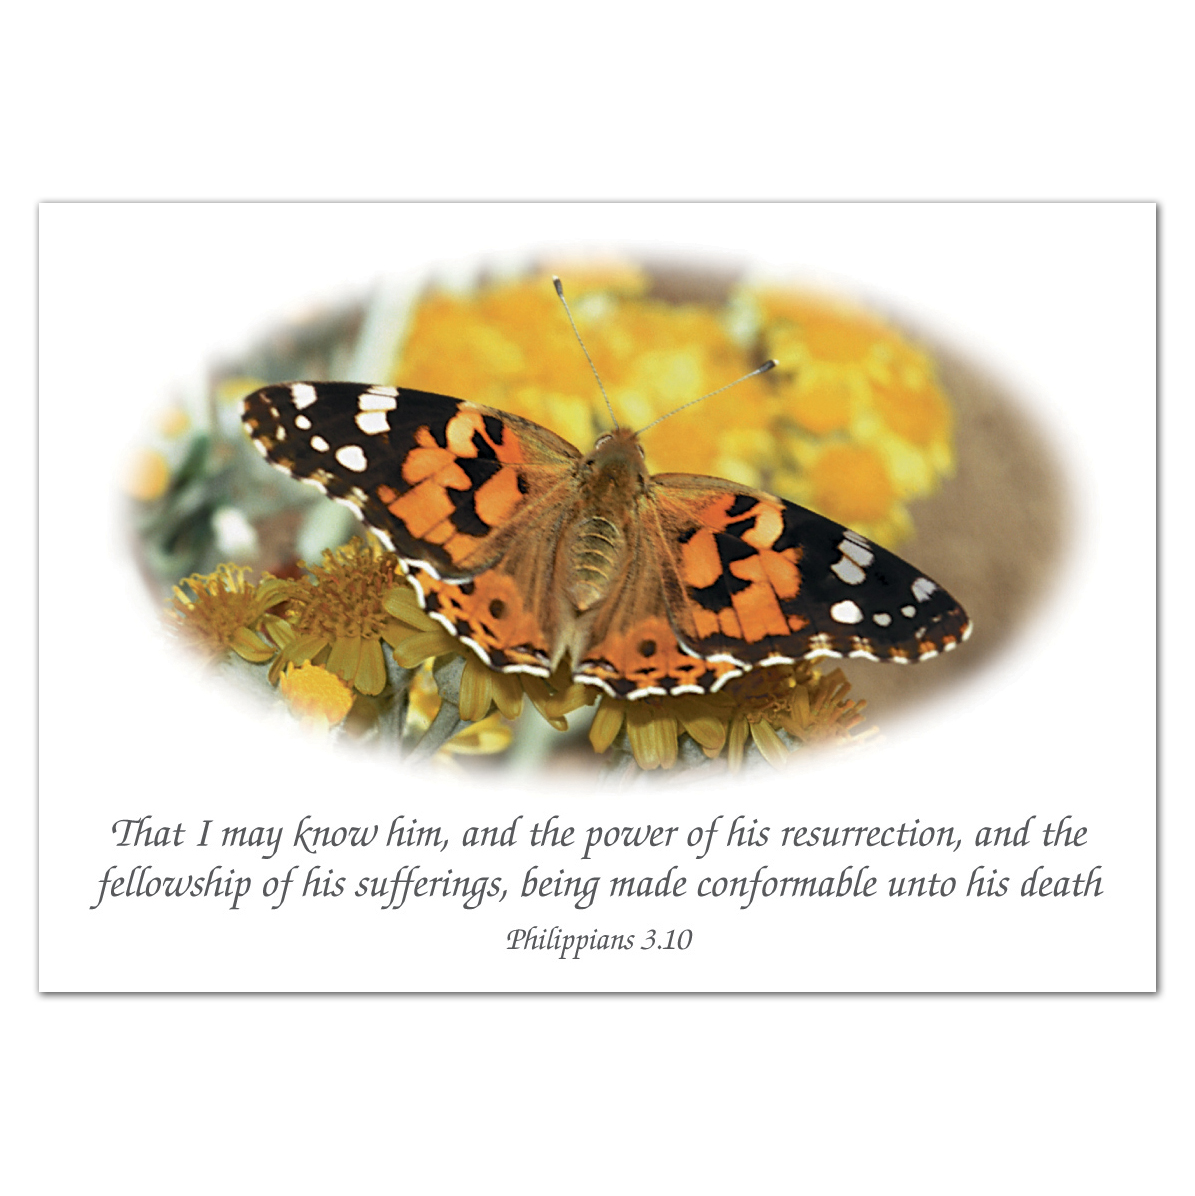 That I may know him, and the power of his resurrection, and the
fellowship of his sufferings, being made conformable unto his death
Philippians 3.10